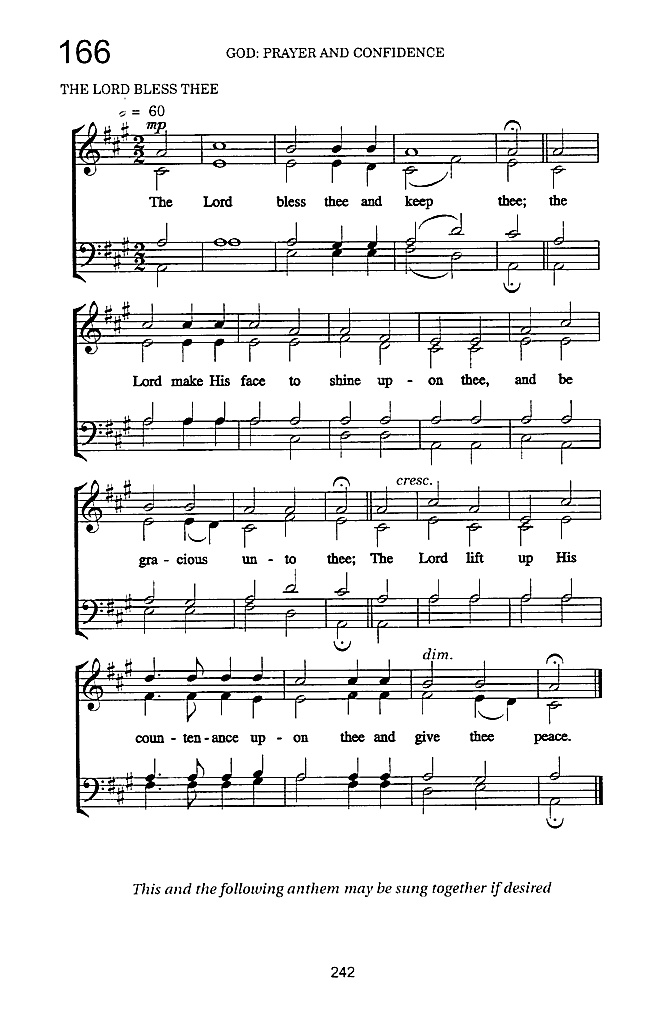 166
GOD: PRAYER AND CONFIDENCE
THE LORD BLESS THEE
= 60
mp
The Lord bless thee and keep thee; the
Lord make His face to shine up - on thee, and be
cresc.
gra - cious un - to thee; The Lord lift up His
dim.
coun - ten - ance up - on thee and give thee peace.
This and the following anthem may be sung together if desired
242